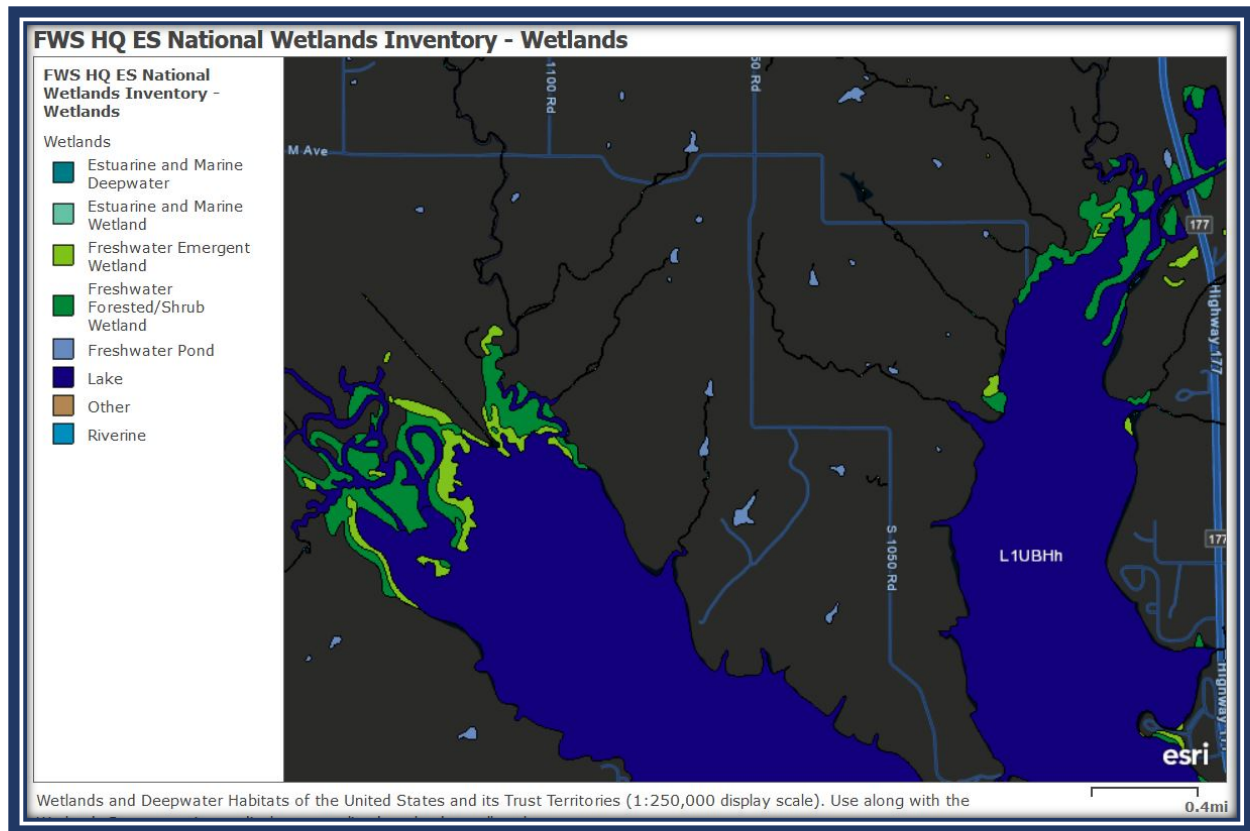 FWS HQ ES National Wetlands Inventory - Wetlands
FWS HQ ES National
Wetlands Inventory -
Wetlands
Wetlands
Estuarine and Marine
Deepwater
Estuarine and Marine
Wetland
Freshwater Emergent
Wetland
Freshwater
Forested/Shrub
Wetland
Freshwater Pond
Lake
Other
Riverine
M Ave
1100 Rd
50 Rd
177
Highway 177
177
S 1050 Rd
L1UBHh
esri
Wetlands and Deepwater Habitats of the United States and its Trust Territories (1:250,000 display scale). Use along with the
0.4mi